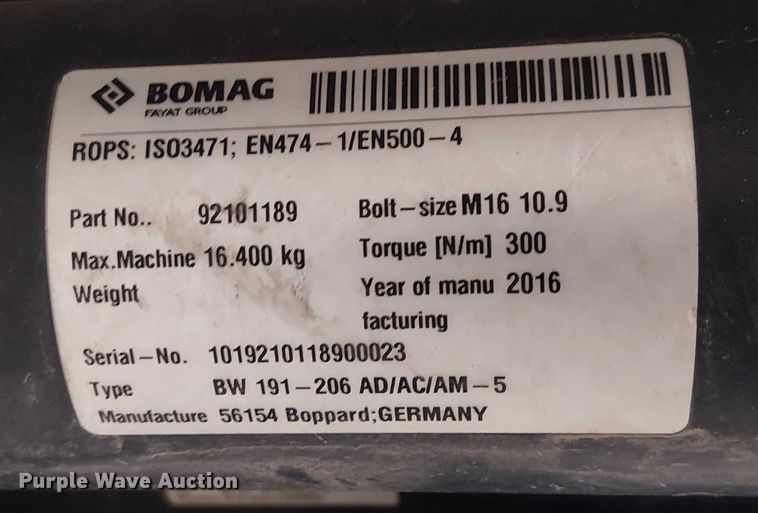 BOMAG
FAYAT GROUP
ROPS: ISO3471; EN474-1/EN500-4
Part No.. 92101189
Bolt-size M16 10.9
Max.Machine 16.400 kg
Weight
Torque [N/m] 300
Year of manu 2016
facturing
Serial-No. 1019210118900023
Type BW 191-206 AD/AC/AM-5
Manufacture 56154 Boppard;GERMANY
Purple Wave Auction